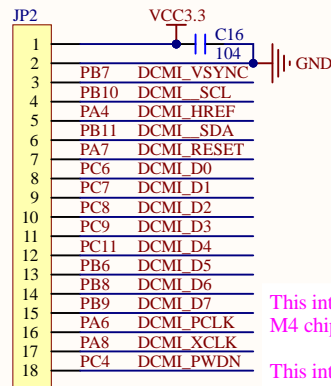 JP2 VCC3.3
1 C16
104
2 GND
3 PB7 DCMI_VSYNC
4 PB10 DCMI__SCL
5 PA4 DCMI_HREF
6 PB11 DCMI__SDA
7 PA7 DCMI_RESET
8 PC6 DCMI_D0
9 PC7 DCMI_D1
10 PC8 DCMI_D2
11 PC9 DCMI_D3
12 PC11 DCMI_D4
13 PB6 DCMI_D5
14 PB8 DCMI_D6
15 PB9 DCMI_D7
16 PA6 DCMI_PCLK
17 PA8 DCMI_XCLK
18 PC4 DCMI_PWDN
This int
M4 chip
This int